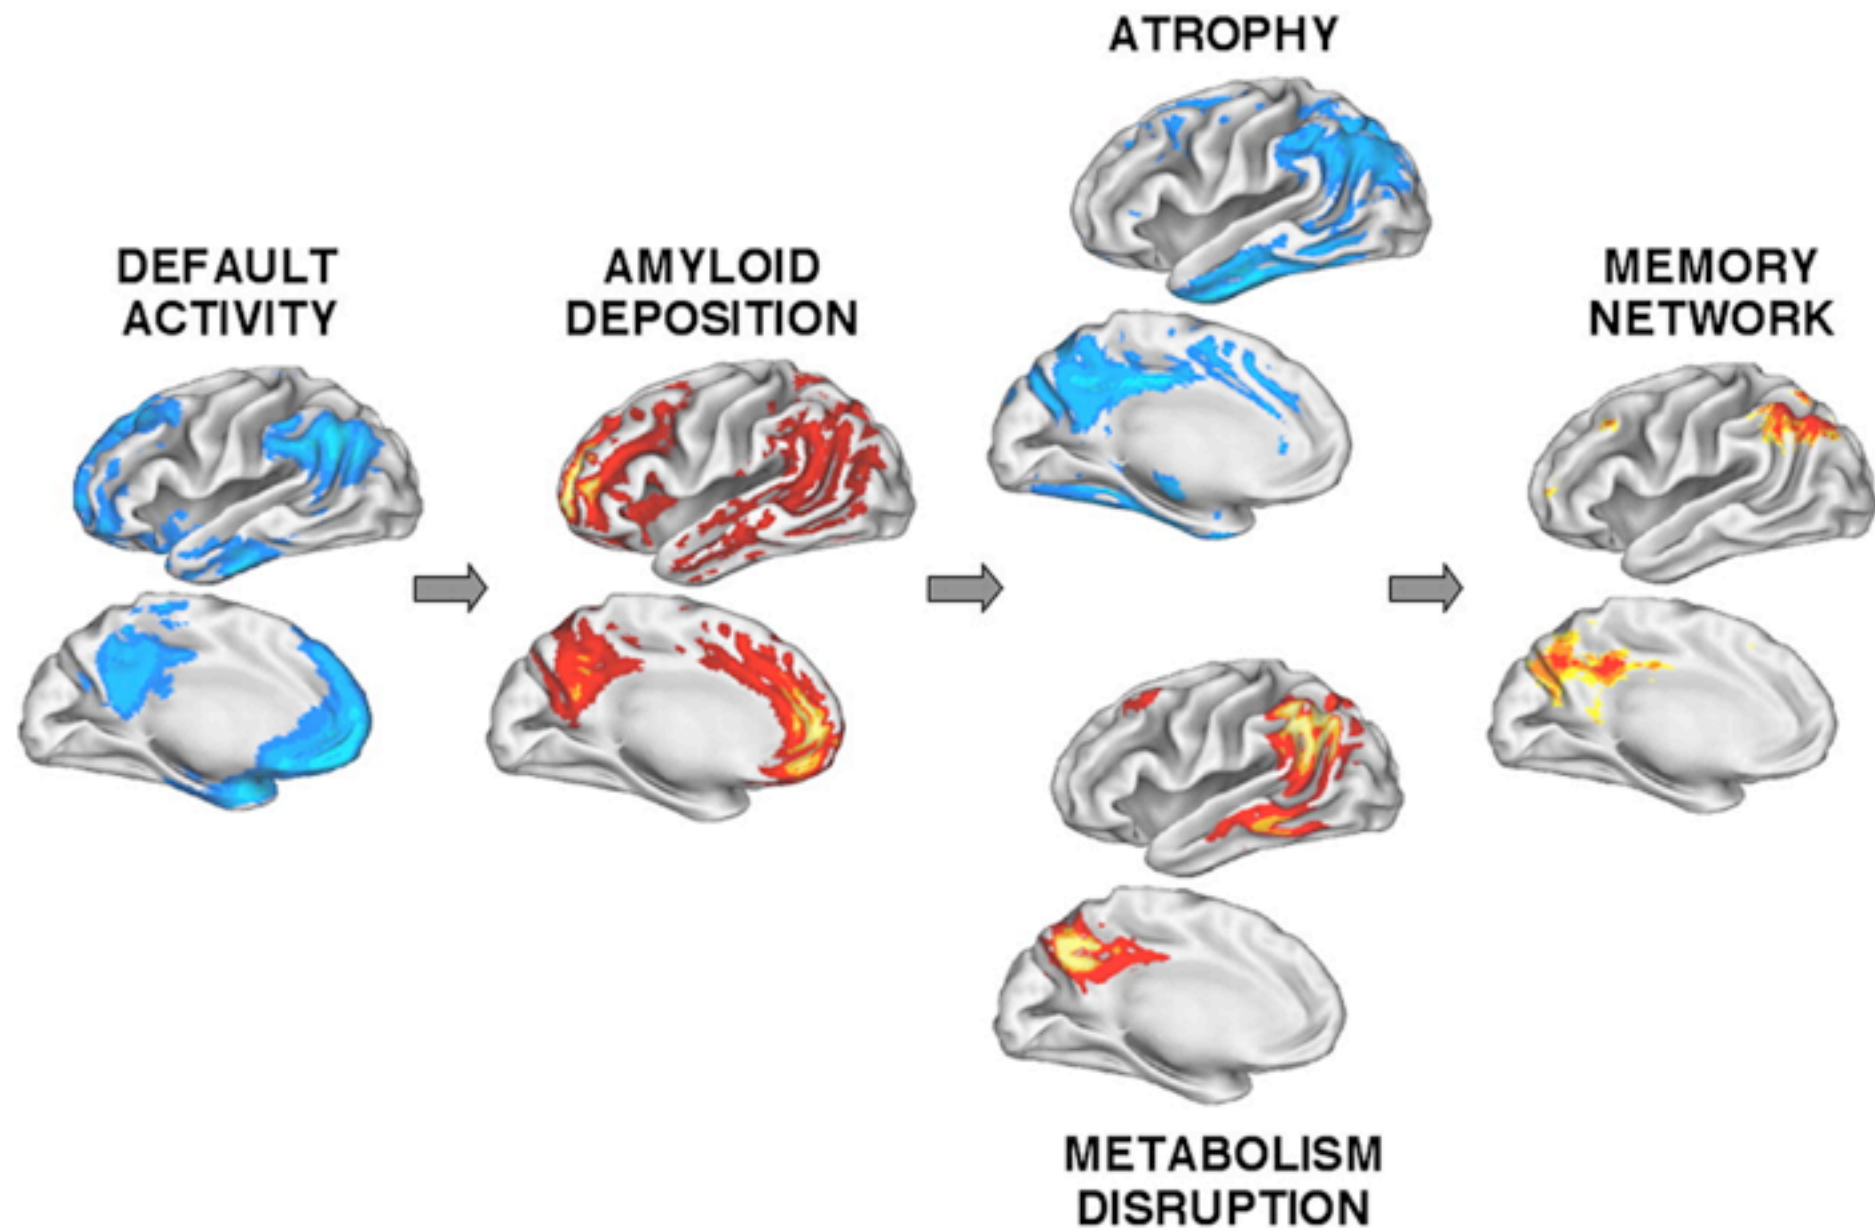 DEFAULT
ACTIVITY
AMYLOID
DEPOSITION
ATROPHY
METABOLISM
DISRUPTION
MEMORY
NETWORK